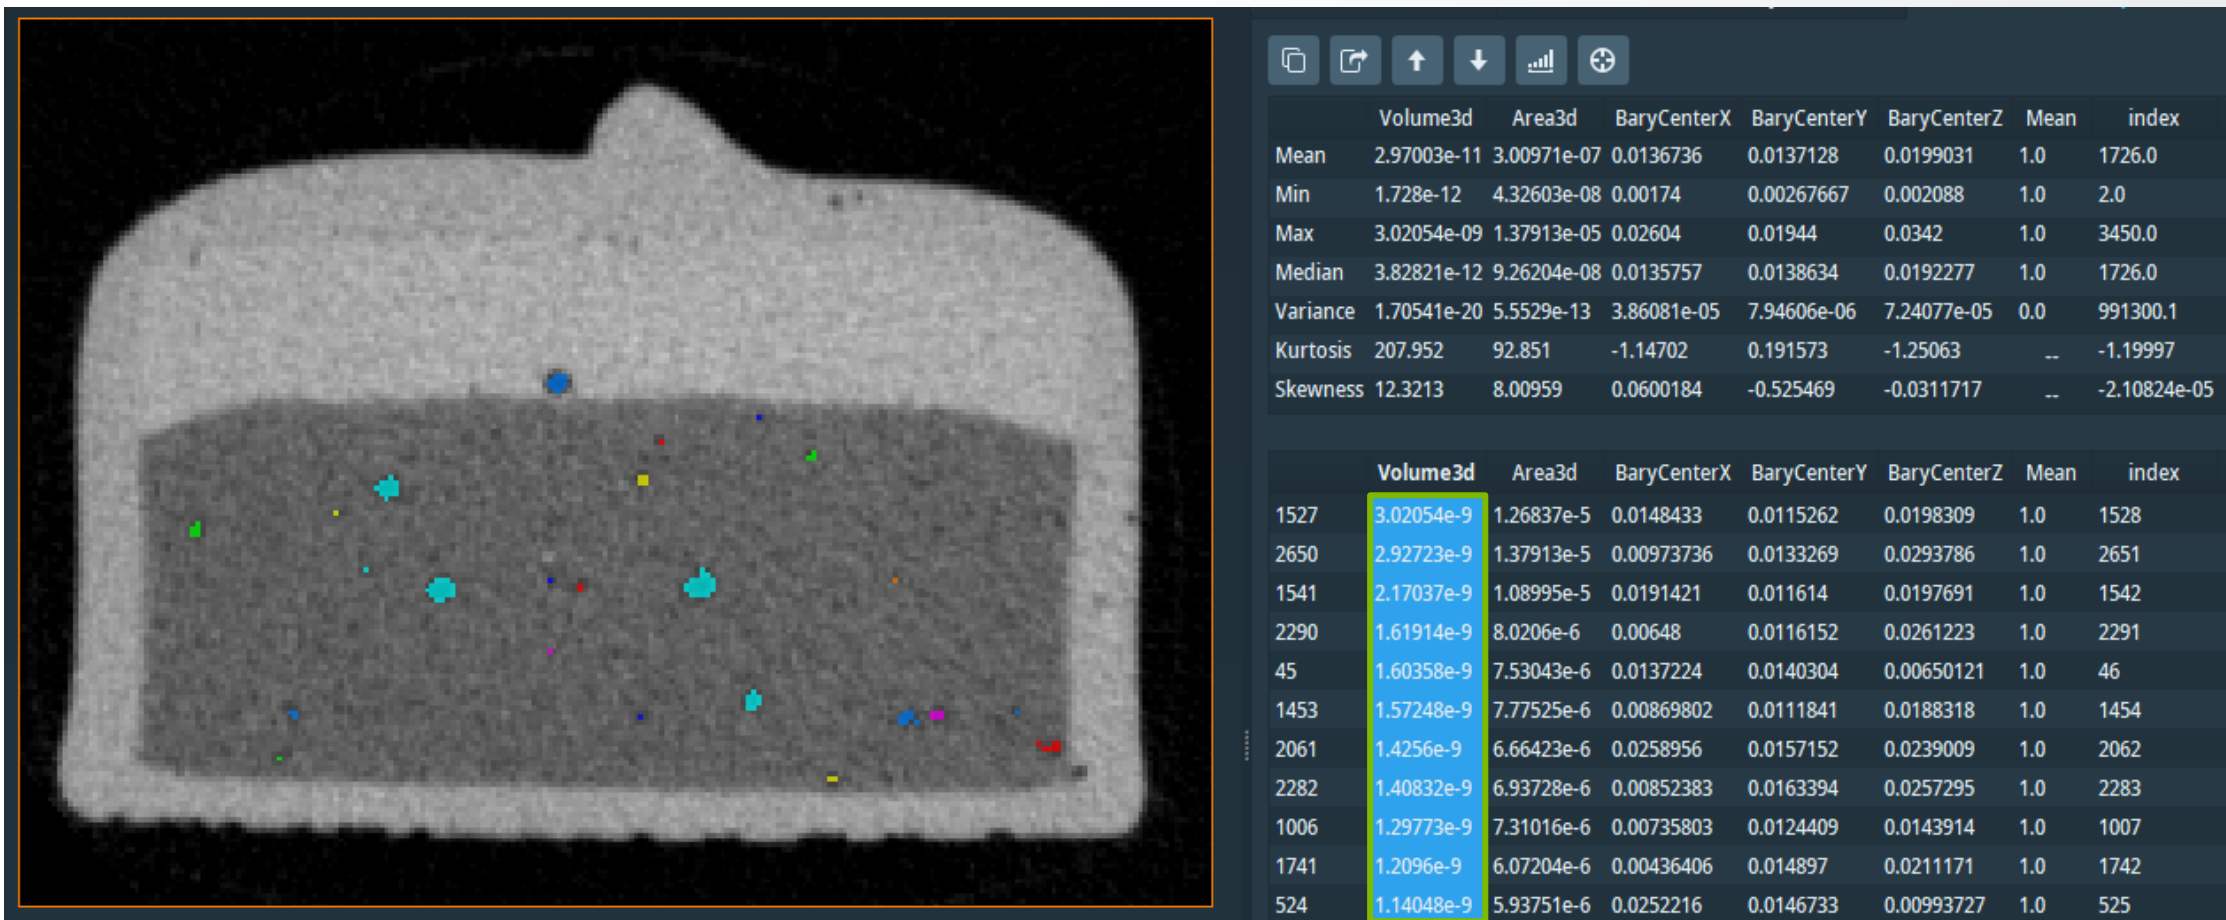 Volume3d Area3d BaryCenterX BaryCenterY BaryCenterZ Mean index
Mean 2.97003e-11 3.00971e-07 0.0136736 0.0137128 0.0199031 1.0 1726.0
Min 1.728e-12 4.32603e-08 0.00174 0.00267667 0.002088 1.0 2.0
Max 3.02054e-09 1.37913e-05 0.02604 0.01944 0.0342 1.0 3450.0
Median 3.82821e-12 9.26204e-08 0.0135757 0.0138634 0.0192277 1.0 1726.0
Variance 1.70541e-20 5.5529e-13 3.86081e-05 7.94606e-06 7.24077e-05 0.0 991300.1
Kurtosis 207.952 92.851 -1.14702 0.191573 -1.25063 -- -1.19997
Skewness 12.3213 8.00959 0.0600184 -0.525469 -0.0311717 -- -2.10824e-05
Volume3d Area3d BaryCenterX BaryCenterY BaryCenterZ Mean index
1527 3.02054e-9 1.26837e-5 0.0148433 0.0115262 0.0198309 1.0 1528
2650 2.92723e-9 1.37913e-5 0.00973736 0.0133269 0.0293786 1.0 2651
1541 2.17037e-9 1.08995e-5 0.0191421 0.011614 0.0197691 1.0 1542
2290 1.61914e-9 8.0206e-6 0.00648 0.0116152 0.0261223 1.0 2291
45 1.60358e-9 7.53043e-6 0.0137224 0.0140304 0.00650121 1.0 46
1453 1.57248e-9 7.77525e-6 0.00869802 0.0111841 0.0188318 1.0 1454
2061 1.4256e-9 6.66423e-6 0.0258956 0.0157152 0.0239009 1.0 2062
2282 1.40832e-9 6.93728e-6 0.00852383 0.0163394 0.0257295 1.0 2283
1006 1.29773e-9 7.31016e-6 0.00735803 0.0124409 0.0143914 1.0 1007
1741 1.2096e-9 6.07204e-6 0.00436406 0.014897 0.0211171 1.0 1742
524 1.14048e-9 5.93751e-6 0.0252216 0.0146733 0.00993727 1.0 525